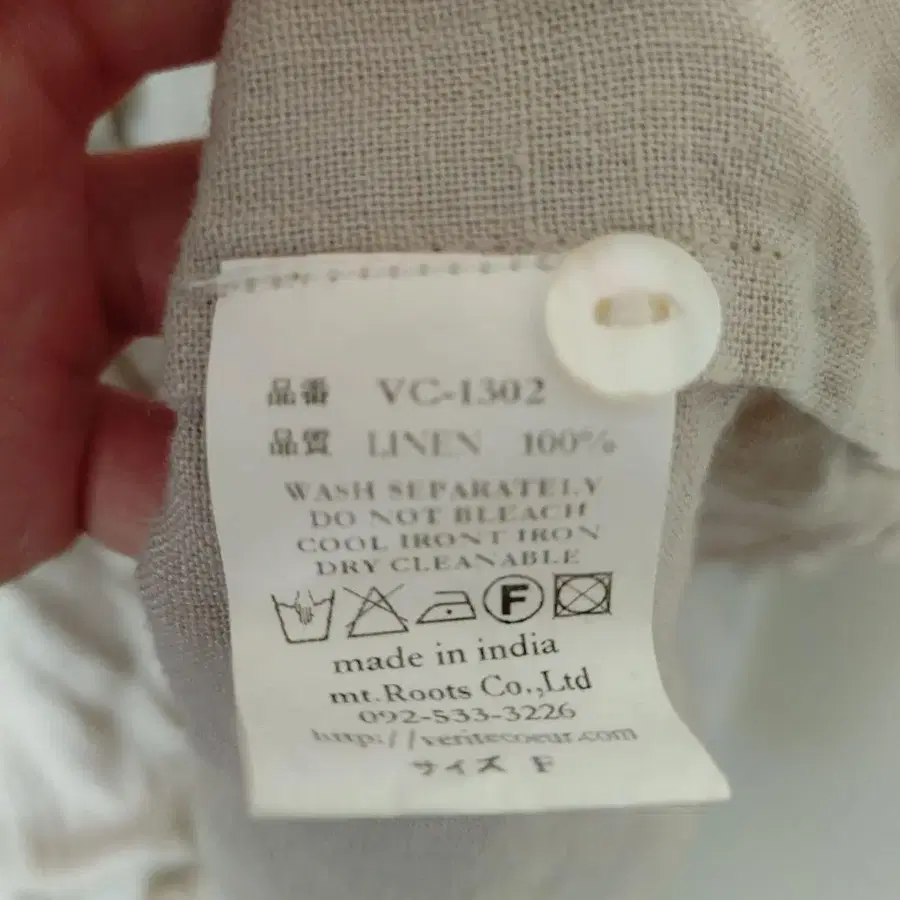 品番 VC-1302
品質 LINEN 100%
WASH SEPARATELY
DO NOT BLEACH
COOL IRONT IRON
DRY CLEANABLE
F
made in india
mt.Roots Co.,Ltd
092-533-3226
http://veritecoeur.com
サイズ F